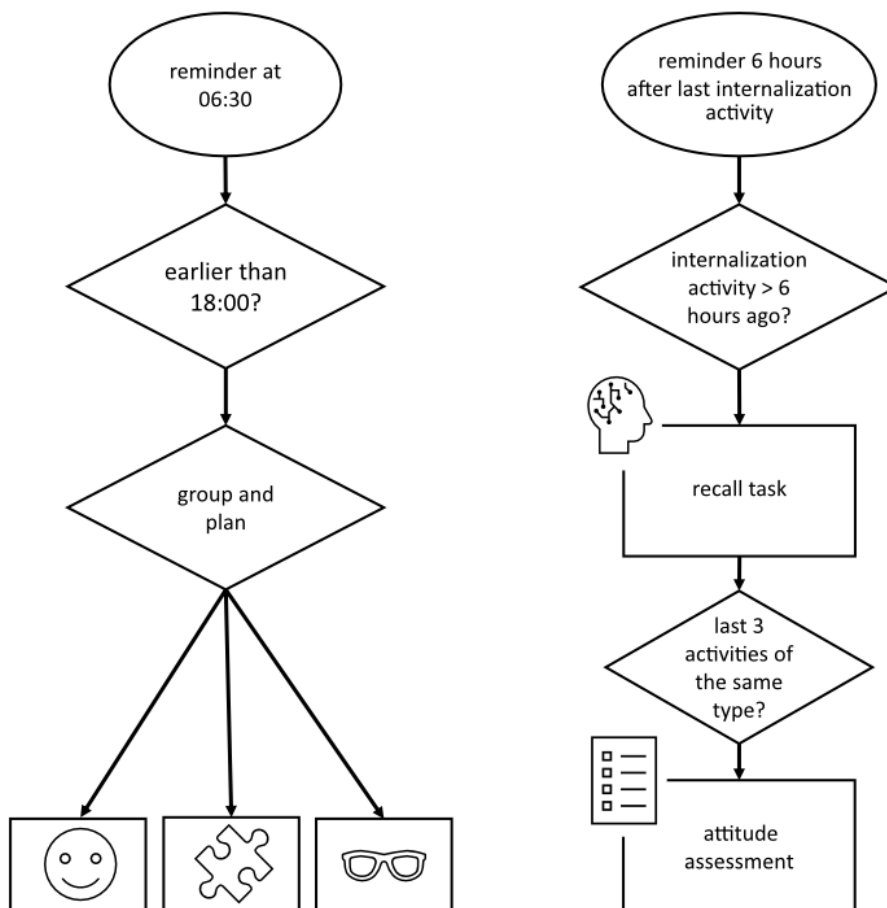 reminder at
06:30
earlier than
18:00?
group and
plan
reminder 6 hours
after last internalization
activity
internalization
activity > 6
hours ago?
recall task
last 3
activities of
the same
type?
attitude
assessment